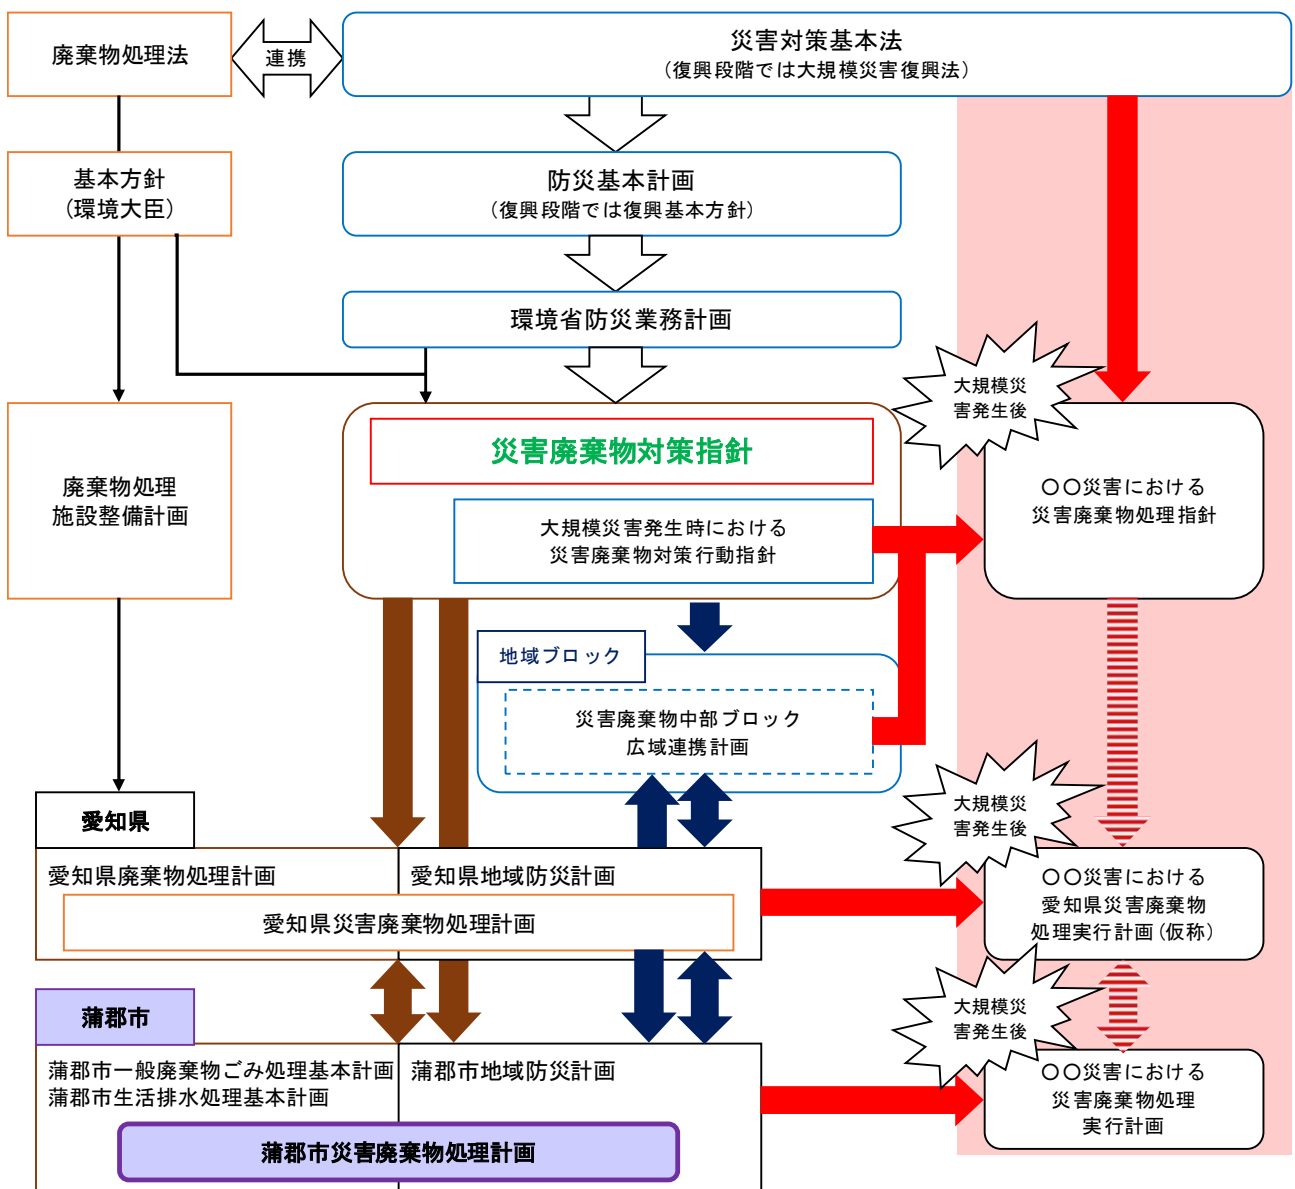 廃棄物処理法
連携
災害対策基本法
(復興段階では大規模災害復興法)
基本方針
(環境大臣)
防災基本計画
(復興段階では復興基本方針)
環境省防災業務計画
大規模災
害発生後
災害廃棄物対策指針
廃棄物処理
施設整備計画
大規模災害発生時における
災害廃棄物対策行動指針
〇〇災害における
災害廃棄物処理指針
地域ブロック
災害廃棄物中部ブロック
広域連携計画
大規模災
害発生後
愛知県
愛知県廃棄物処理計画
愛知県地域防災計画
愛知県災害廃棄物処理計画
〇〇災害における
愛知県災害廃棄物
処理実行計画(仮称)
大規模災
害発生後
蒲郡市
蒲郡市一般廃棄物ごみ処理基本計画
蒲郡市生活排水処理基本計画
蒲郡市地域防災計画
蒲郡市災害廃棄物処理計画
〇〇災害における
災害廃棄物処理
実行計画